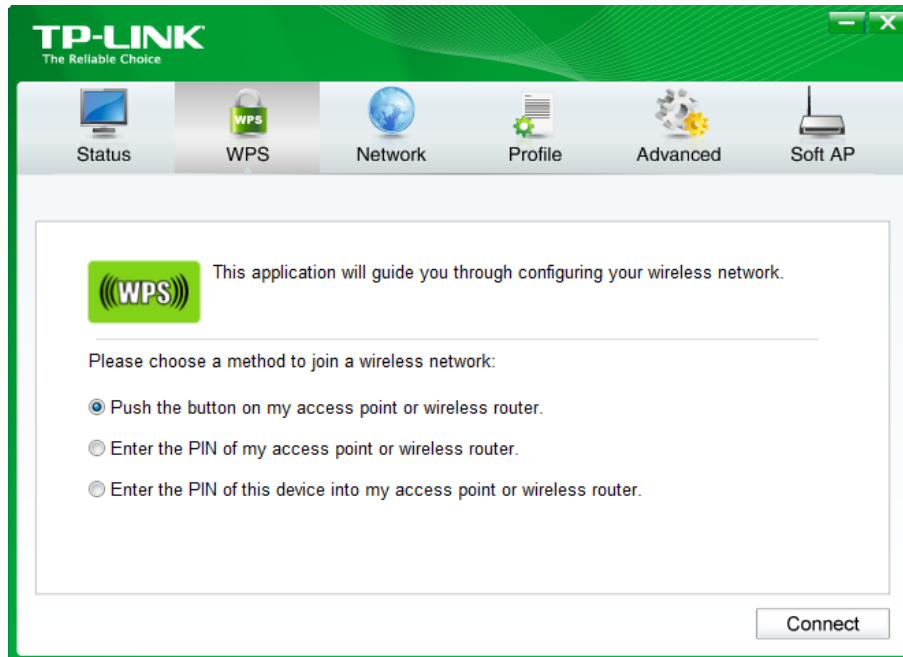 TP-LINK
The Reliable Choice
WPS
Status WPS Network Profile Advanced Soft AP
WPS
This application will guide you through configuring your wireless network.
Please choose a method to join a wireless network:
Push the button on my access point or wireless router.
Enter the PIN of my access point or wireless router.
Enter the PIN of this device into my access point or wireless router.
Connect